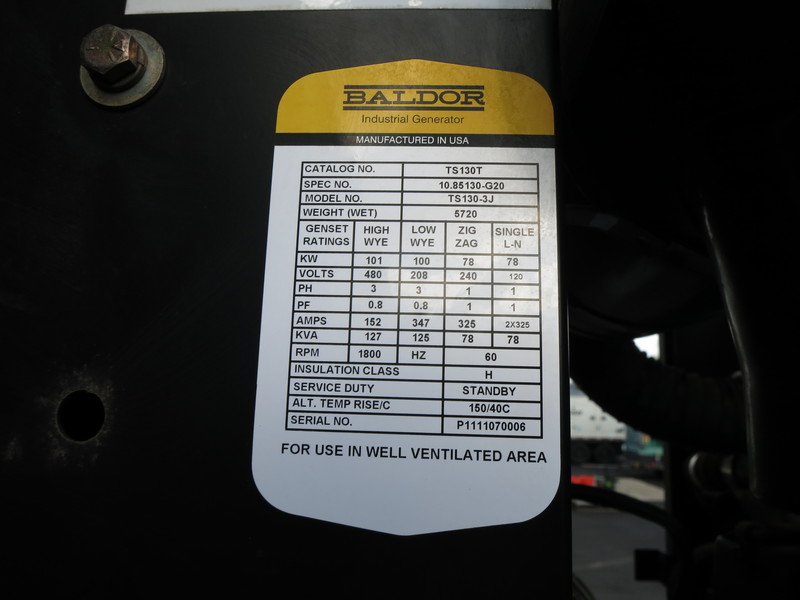 BALDOR
Industrial Generator
MANUFACTURED IN USA
CATALOG NO. TS130T
SPEC NO. 10.85130-G20
MODEL NO. TS130-3J
WEIGHT (WET) 5720
GENSET RATINGS HIGH WYE LOW WYE ZIG ZAG SINGLE L-N
KW 101 100 78 78
VOLTS 480 208 240 120
PH 3 3 1 1
PF 0.8 0.8 1 1
AMPS 152 347 325 2X325
KVA 127 125 78 78
RPM 1800 HZ 60
INSULATION CLASS H
SERVICE DUTY STANDBY
ALT. TEMP RISE/C 150/40C
SERIAL NO. P1111070006
FOR USE IN WELL VENTILATED AREA